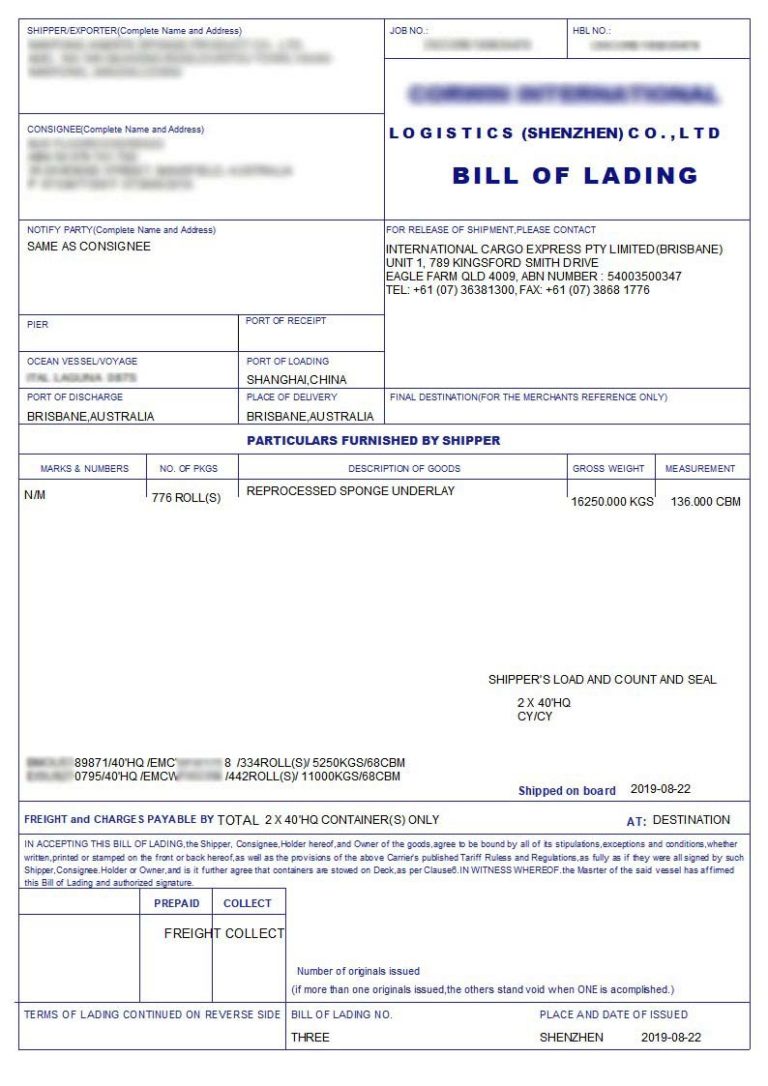 SHIPPER/EXPORTER(Complete Name and Address)
JOB NO.:
HBL NO.:
CONSIGNEE(Complete Name and Address)
LOGISTICS (SHENZHEN) CO.,LTD
BILL OF LADING
NOTIFY PARTY(Complete Name and Address)
SAME AS CONSIGNEE
FOR RELEASE OF SHIPMENT,PLEASE CONTACT
INTERNATIONAL CARGO EXPRESS PTY LIMITED(BRISBANE)
UNIT 1, 789 KINGSFORD SMITH DRIVE
EAGLE FARM QLD 4009, ABN NUMBER : 54003500347
TEL: +61 (07) 36381300, FAX: +61 (07) 3868 1776
PIER
PORT OF RECEIPT
OCEAN VESSEL/VOYAGE
PORT OF LOADING
SHANGHAI,CHINA
PORT OF DISCHARGE
PLACE OF DELIVERY
FINAL DESTINATION(FOR THE MERCHANTS REFERENCE ONLY)
BRISBANE,AUSTRALIA
BRISBANE,AUSTRALIA
PARTICULARS FURNISHED BY SHIPPER
MARKS & NUMBERS
NO. OF PKGS
DESCRIPTION OF GOODS
GROSS WEIGHT
MEASUREMENT
N/M
776 ROLL(S)
REPROCESSED SPONGE UNDERLAY
16250.000 KGS
136.000 CBM
SHIPPER'S LOAD AND COUNT AND SEAL
2 X 40'HQ
CY/CY
89871/40'HQ /EMC 8 /334ROLL(S)/ 5250KGS/68CBM
0795/40'HQ /EMCW /442ROLL(S)/ 11000KGS/68CBM
Shipped on board 2019-08-22
FREIGHT and CHARGES PAYABLE BY TOTAL 2 X 40'HQ CONTAINER(S) ONLY
AT: DESTINATION
IN ACCEPTING THIS BILL OF LADING,the Shipper, Consignee,Holder hereof,and Owner of the goods,agree to be bound by all of its stipulations,exceptions and conditions,whether
written,printed or stamped on the front or back hereof,as well as the provisions of the above Carrier's published Tariff Ruless and Regulations,as fully as if they were all signed by such
Shipper,Consignee.Holder or Owner,and is it further agree that containers are stowed on Deck,as per Clause6.IN WITNESS WHEREOF.the Masrter of the said vessel has affirmed
this Bill of Lading and authorized signature.
PREPAID
COLLECT
FREIGHT COLLECT
Number of originals issued
(if more than one originals issued,the others stand void when ONE is acomplished.)
TERMS OF LADING CONTINUED ON REVERSE SIDE
BILL OF LADING NO.
PLACE AND DATE OF ISSUED
THREE
SHENZHEN
2019-08-22